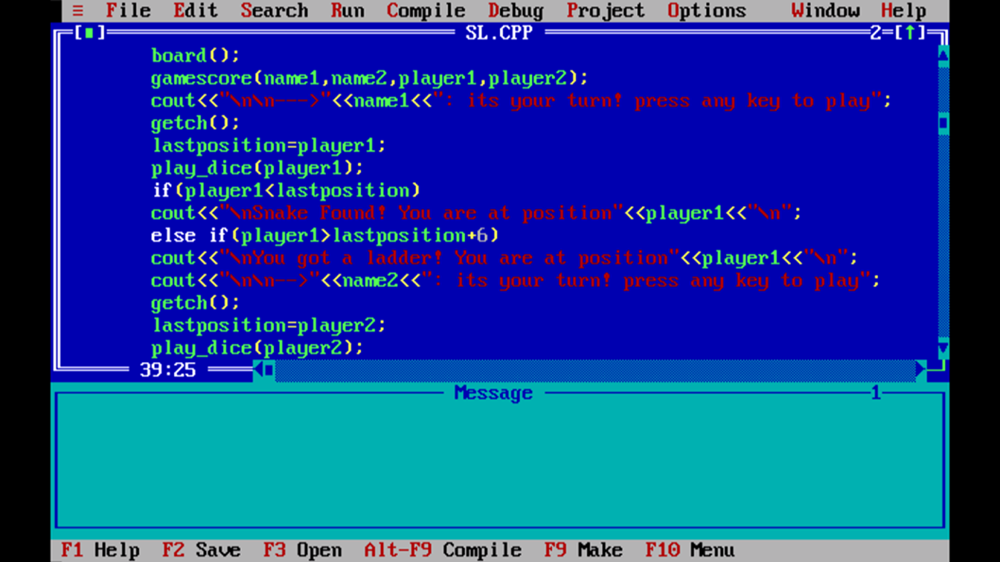 ≡ File Edit Search Run Compile Debug Project Options Window Help
[■] SL.CPP 2=[↑]
board();
gamescore(name1,name2,player1,player2);
cout<<"\n\n--->"<<name1<<": its your turn! press any key to play";
getch();
lastposition=player1;
play_dice(player1);
if(player1<lastposition)
cout<<"\nSnake Found! You are at position"<<player1<<"\n";
else if(player1>lastposition+6)
cout<<"\nYou got a ladder! You are at position"<<player1<<"\n";
cout<<"\n\n-->"<<name2<<": its your turn! press any key to play";
getch();
lastposition=player2;
play_dice(player2);
39:25
Message 1
F1 Help F2 Save F3 Open Alt-F9 Compile F9 Make F10 Menu